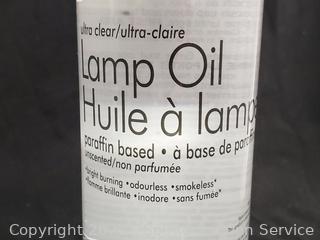 ultra clear/ultra-claire
Lamp Oil
Huile à lampe
paraffin based • à base de paraff
unscented/non parfumée
•bright burning • odourless • smokeless*
•flamme brillante • inodore • sans fumée*
Copyright
Service